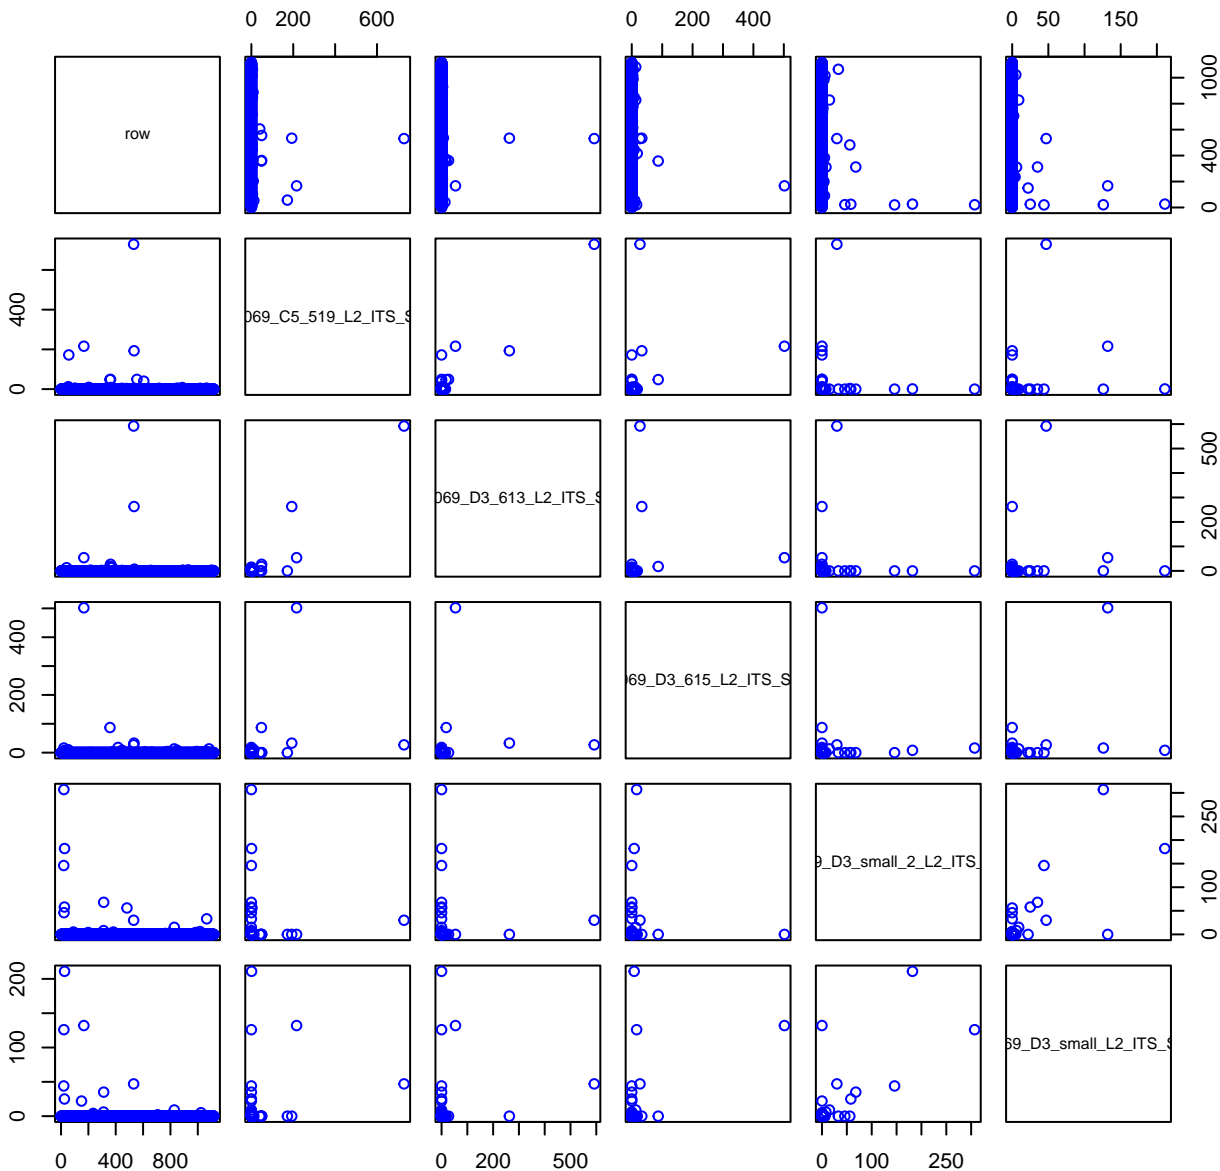 0 200 600 0 200 400 0 50 150
row
0 400 1000
0 400
069_C5_519_L2_ITS_S
069_D3_613_L2_ITS_S
0 200 500
0 200 400
069_D3_615_L2_ITS_S
9_D3_small_2_L2_ITS_
0 100 250
0 100 200
69_D3_small_L2_ITS_S
0 400 800 0 200 500 0 100 250